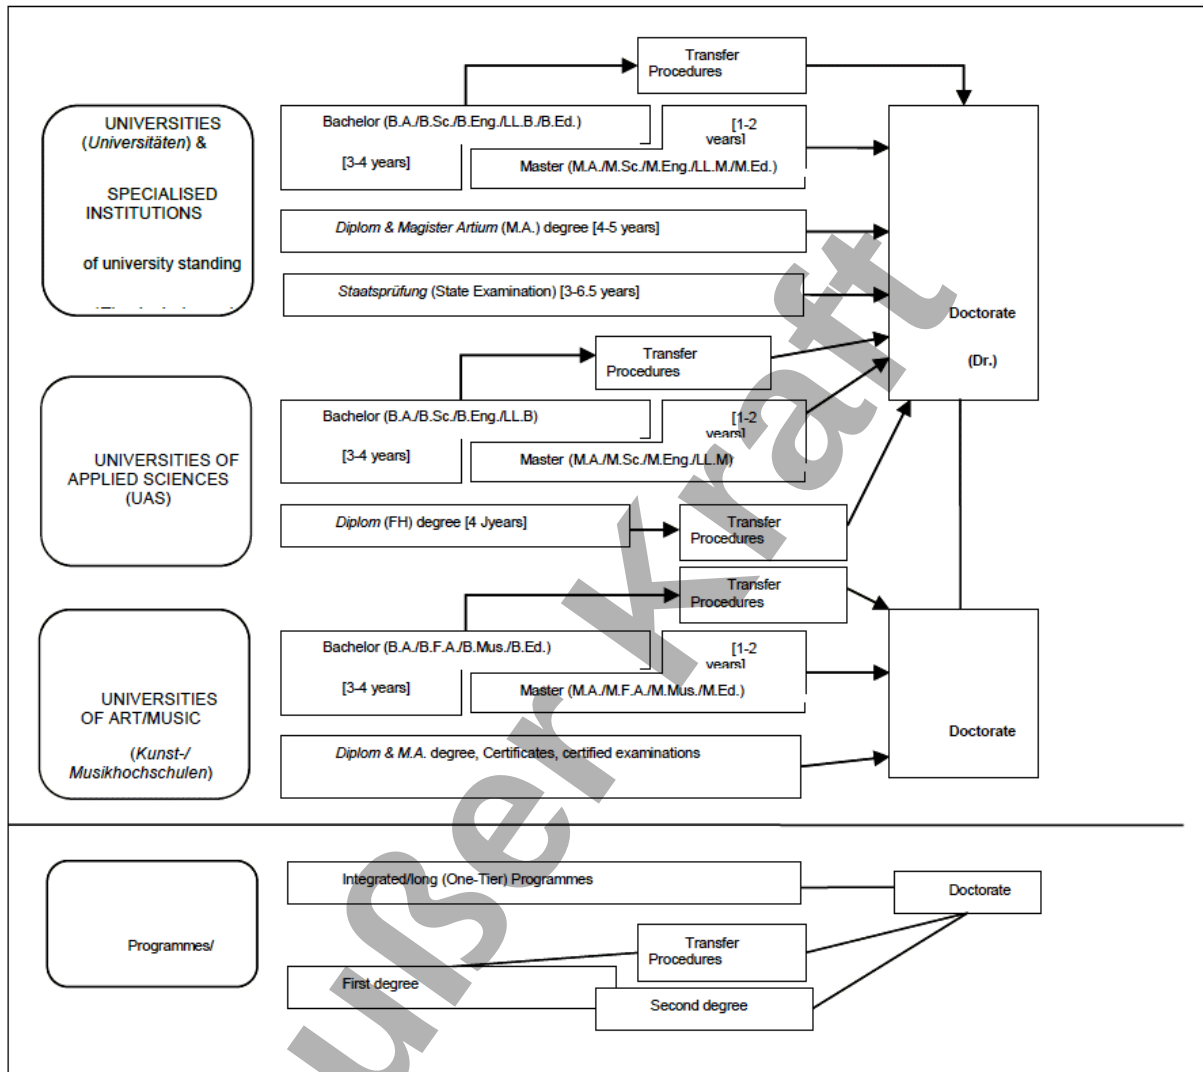 Transfer
Procedures
UNIVERSITIES
(Universitäten) &
SPECIALISED
INSTITUTIONS
of university standing
Bachelor (B.A./B.Sc./B.Eng./LL.B./B.Ed.)
[3-4 years]
[1-2
years]
Master (M.A./M.Sc./M.Eng./LL.M./M.Ed.)
Diplom & Magister Artium (M.A.) degree [4-5 years]
Staatsprüfung (State Examination) [3-6.5 years]
Doctorate
(Dr.)
Transfer
Procedures
UNIVERSITIES OF
APPLIED SCIENCES
(UAS)
Bachelor (B.A./B.Sc./B.Eng./LL.B)
[3-4 years]
[1-2
years]
Master (M.A./M.Sc./M.Eng./LL.M)
Diplom (FH) degree [4 Jyears]
Transfer
Procedures
Transfer
Procedures
UNIVERSITIES
OF ART/MUSIC
(Kunst-/
Musikhochschulen)
Bachelor (B.A./B.F.A./B.Mus./B.Ed.)
[3-4 years]
[1-2
years]
Master (M.A./M.F.A./M.Mus./M.Ed.)
Diplom & M.A. degree, Certificates, certified examinations
Doctorate
Programmes/
Integrated/long (One-Tier) Programmes
Doctorate
Transfer
Procedures
First degree
Second degree
ußer Kraft